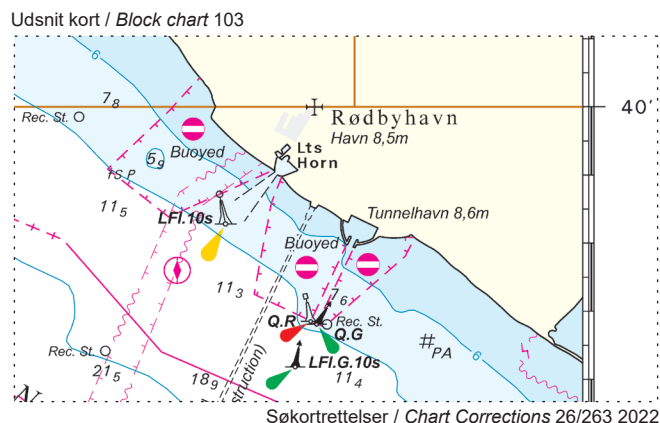 Udsnit kort / Block chart 103
6
7₈
Rec. St.
Rødbyhavn
Havn 8,5m
40'
5₉
Buoyed
Lts
Horn
fS P
11₅
LFl.10s
Tunnelhavn 8,6m
Buoyed
11₃
7₆
Q.R
Rec. St.
Q.G
Rec. St.
21₅
18₉
struction)
LFl.G.10s
11₄
#
PA
6
N
Søkortrettelser / Chart Corrections 26/263 2022